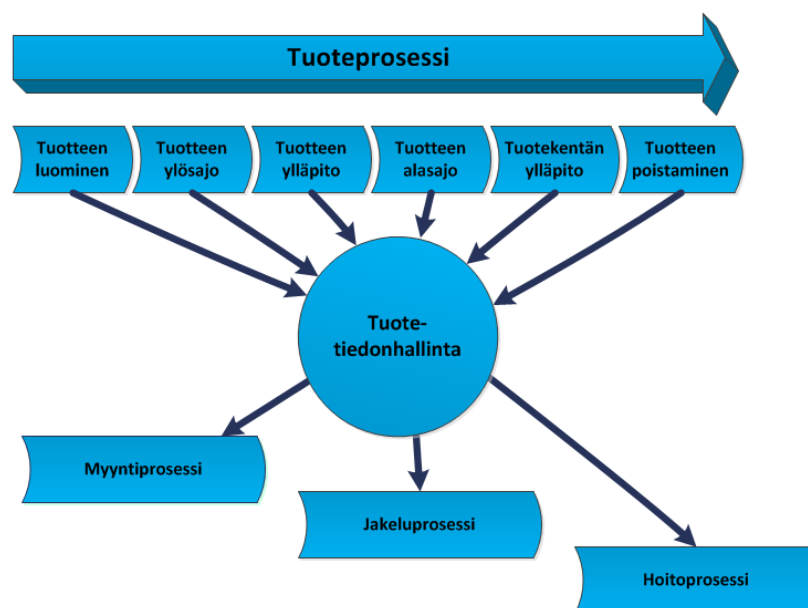 Tuoteprosessi
Tuotteen
luominen
Tuotteen
ylösajo
Tuotteen
ylläpito
Tuotteen
alasajo
Tuotekentän
ylläpito
Tuotteen
poistaminen
Tuote-
tiedonhallinta
Myyntiprosessi
Jakeluprosessi
Hoitoprosessi